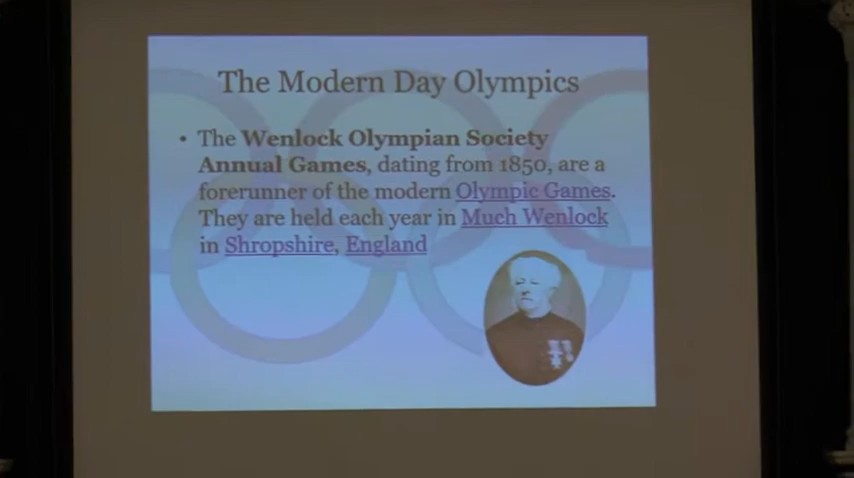 The Modern Day Olympics
• The Wenlock Olympian Society
Annual Games, dating from 1850, are a
forerunner of the modern Olympic Games.
They are held each year in Much Wenlock
in Shropshire, England